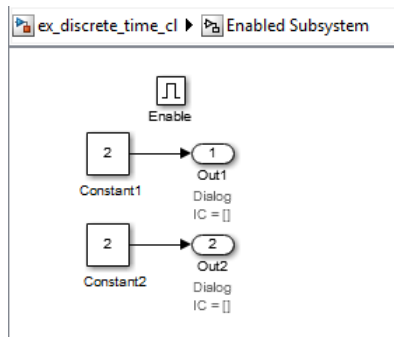 ex_discrete_time_cl Enabled Subsystem
Enable
2
Constant1
1
Out1
Dialog
IC = []
2
Constant2
2
Out2
Dialog
IC = []